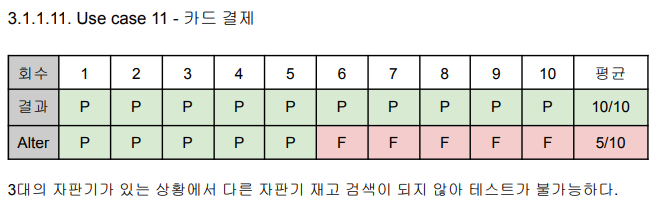 3.1.1.11. Use case 11 - 카드 결제
회수 1 2 3 4 5 6 7 8 9 10 평균
결과 P P P P P P P P P P 10/10
Alter P P P P P F F F F F 5/10
3대의 자판기가 있는 상황에서 다른 자판기 재고 검색이 되지 않아 테스트가 불가능하다.